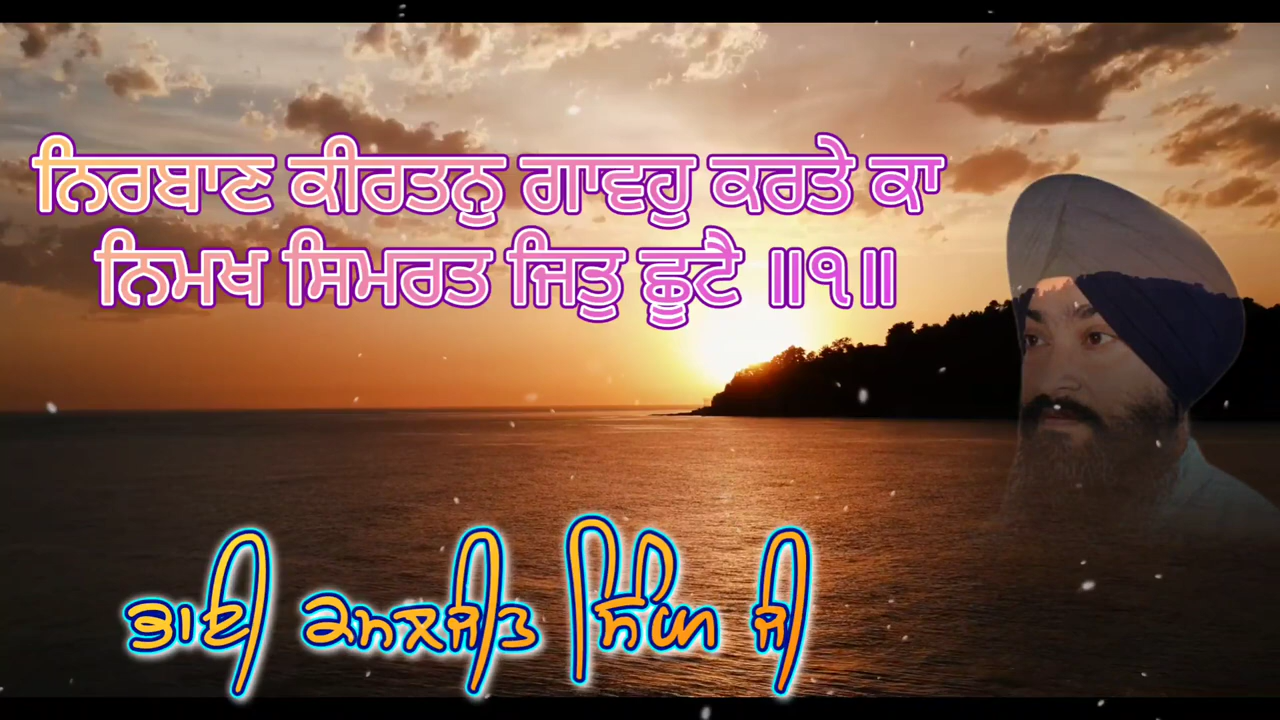 ਨਿਰਬਾਣ ਕੀਰਤਨੁ ਗਾਵਹੁ ਕਰਤੇ ਕਾ
ਨਿਮਖ ਸਿਮਰਤ ਜਿਤੁ ਛੂਟੈ ॥੧॥
ਭਾਈ ਕਮਲਜੀਤ ਸਿੰਘ ਜੀ